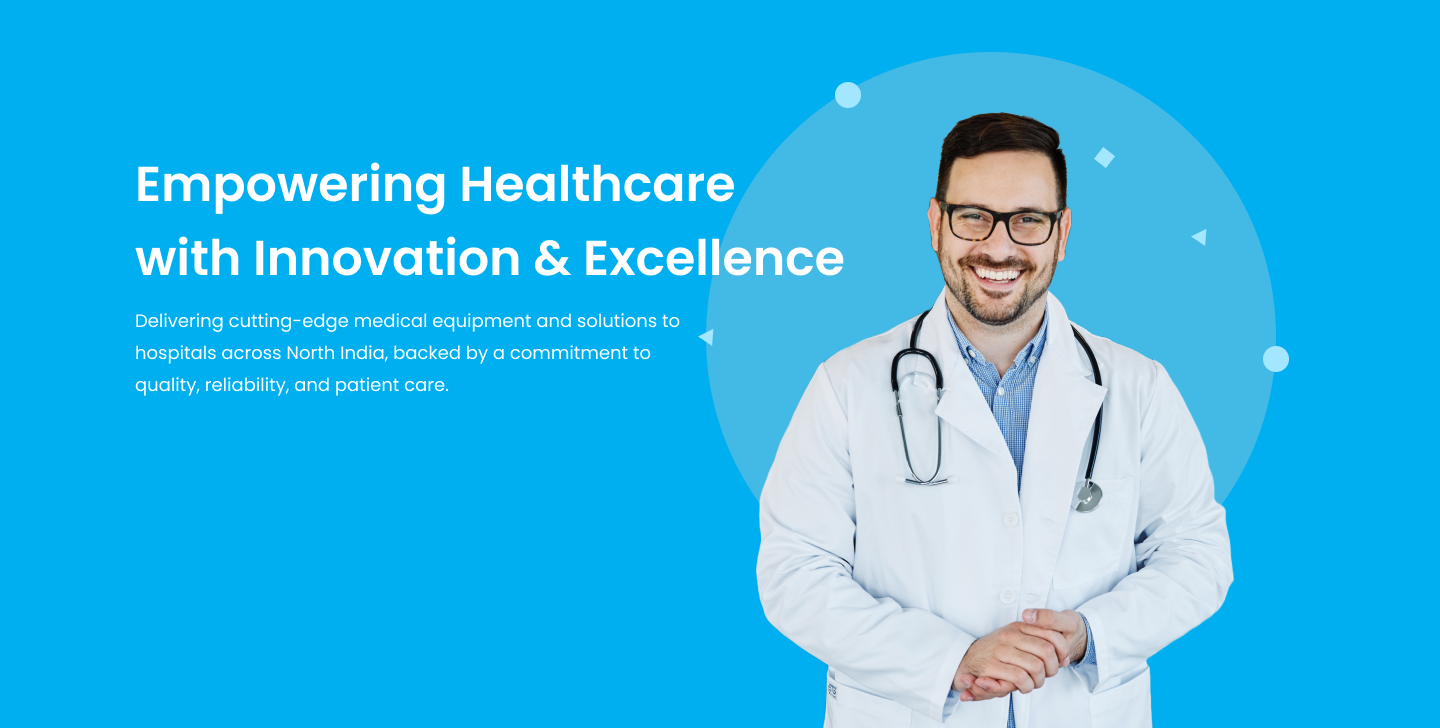 Empowering Healthcare
with Innovation & Excellence
Delivering cutting-edge medical equipment and solutions to
hospitals across North India, backed by a commitment to
quality, reliability, and patient care.